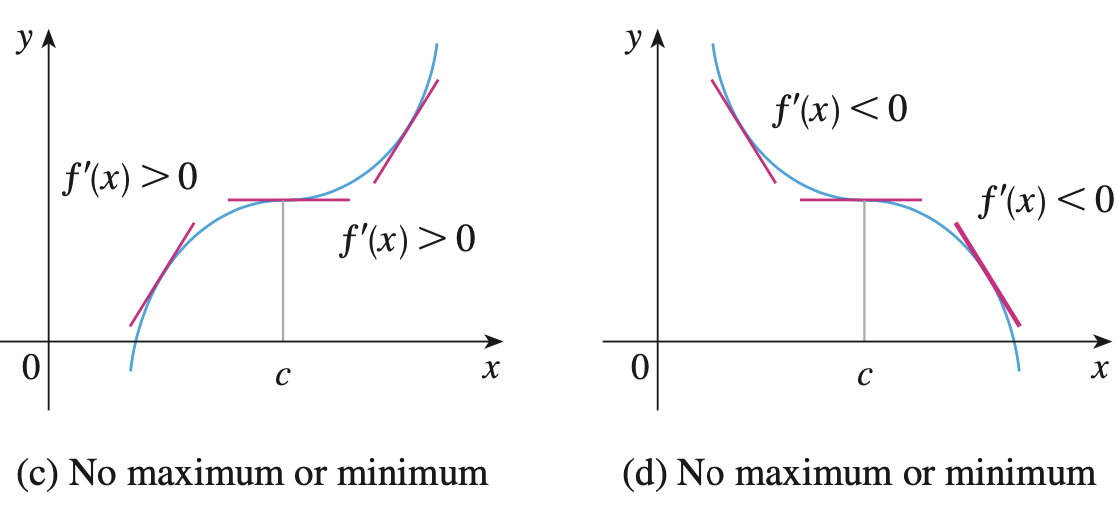 y
f′(x) > 0
f′(x) > 0
0
c
x
(c) No maximum or minimum
y
f′(x) < 0
f′(x) < 0
0
c
x
(d) No maximum or minimum